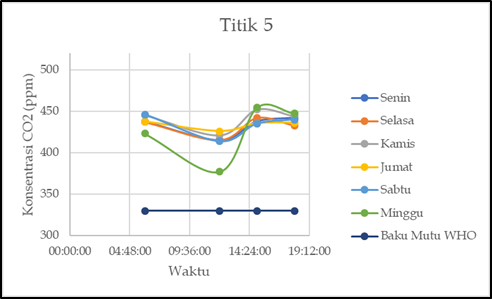 Titik 5
Konsentrasi CO2 (ppm)
500
450
400
350
300
00:00:00 04:48:00 09:36:00 14:24:00 19:12:00
Waktu
Senin
Selasa
Kamis
Jumat
Sabtu
Minggu
Baku Mutu WHO